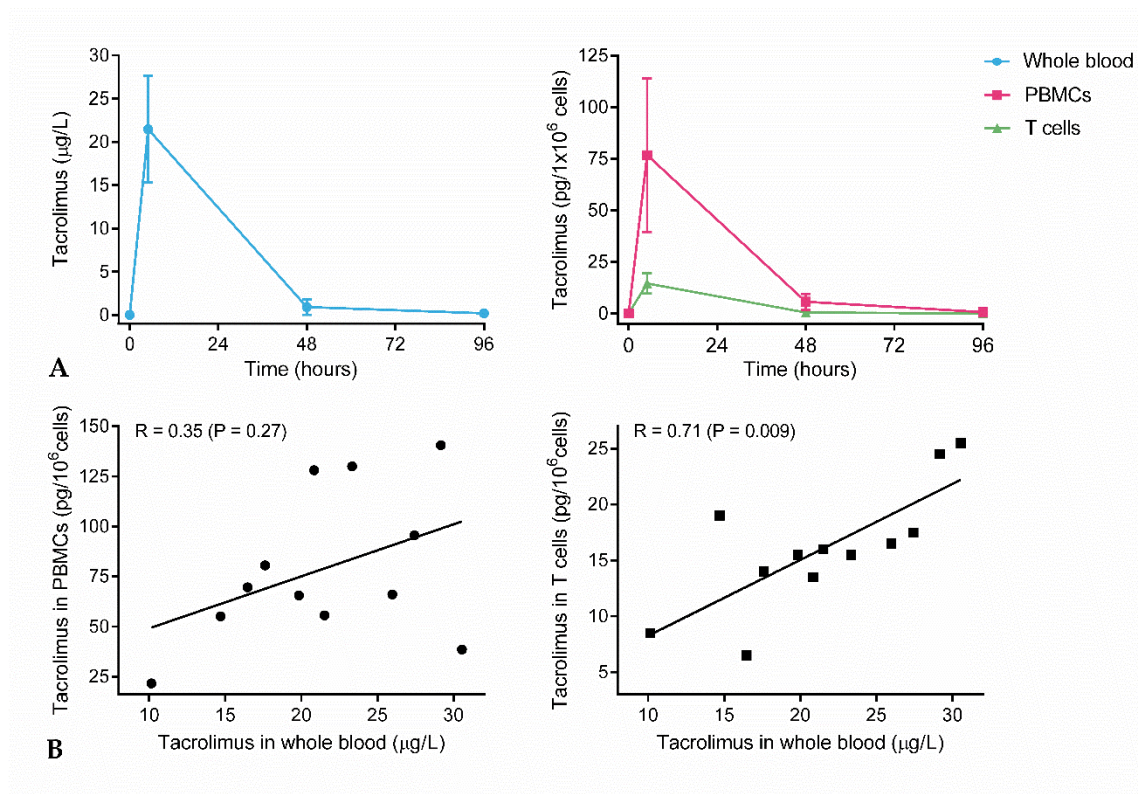 Tacrolimus (µg/L)
30
25
20
15
10
5
0
0 24 48 72 96
Time (hours)
A
Tacrolimus (pg/1x10⁶ cells)
125
100
75
50
25
0
0 24 48 72 96
Time (hours)
Whole blood
PBMCs
T cells
Tacrolimus in PBMCs (pg/10⁶cells)
R = 0.35 (P = 0.27)
150
125
100
75
50
25
10 15 20 25 30
Tacrolimus in whole blood (µg/L)
B
Tacrolimus in T cells (pg/10⁶cells)
R = 0.71 (P = 0.009)
25
20
15
10
5
10 15 20 25 30
Tacrolimus in whole blood (µg/L)